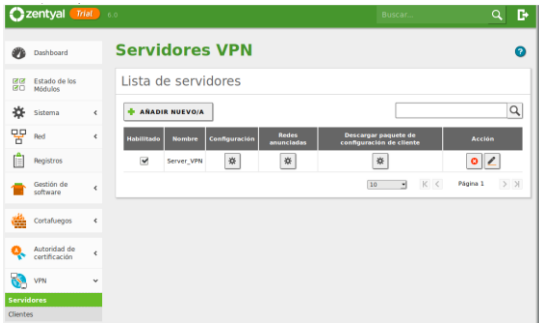 zentyal Trial 6.0
Buscar...
Dashboard
Estado de los
Módulos
Sistema
Red
Registros
Gestión de
software
Cortafuegos
Autoridad de
certificación
VPN
Servidores
Clientes
Servidores VPN
Lista de servidores
AÑADIR NUEVO/A
Habilitado Nombre Configuración Redes anunciadas Descargar paquete de configuración de cliente Acción
Server_VPN
10 Página 1